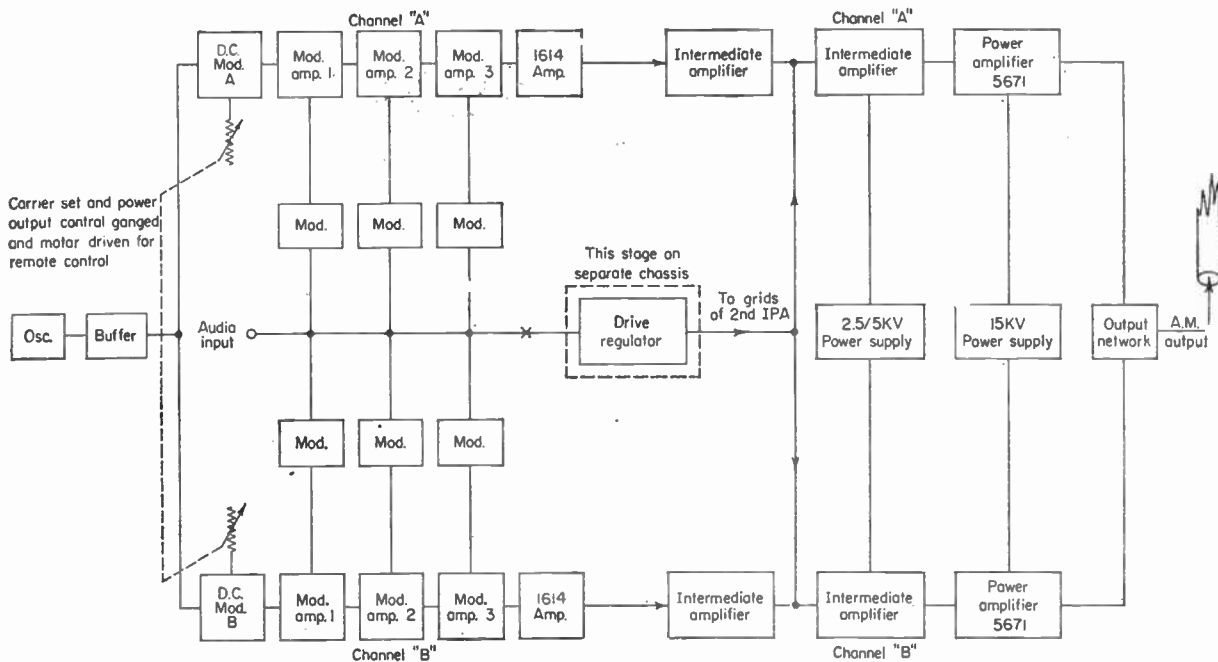 Channel "A"
Channel "A"
D.C.
Mod.
A
Mod.
amp. 1
Mod.
amp. 2
Mod.
amp. 3
1614
Amp.
Intermediate
amplifier
Intermediate
amplifier
Power
amplifier
5671
Carrier set and power
output control ganged
and motar driven for
remote control
Mod.
Mod.
Mod.
This stage on
separate chassis
Osc.
Buffer
Audia
input
Drive
regulator
To grids
of 2nd IPA
2.5/5KV
Power supply
15KV
Power supply
Output
network
A.M.
output
Mod.
Mod.
Mod.
D.C.
Mod.
B
Mod.
amp. 1
Mod.
amp. 2
Mod.
amp. 3
1614
Amp.
Intermediate
amplifier
Intermediate
amplifier
Power
amplifier
5671
Channel "B"
Channel "B"